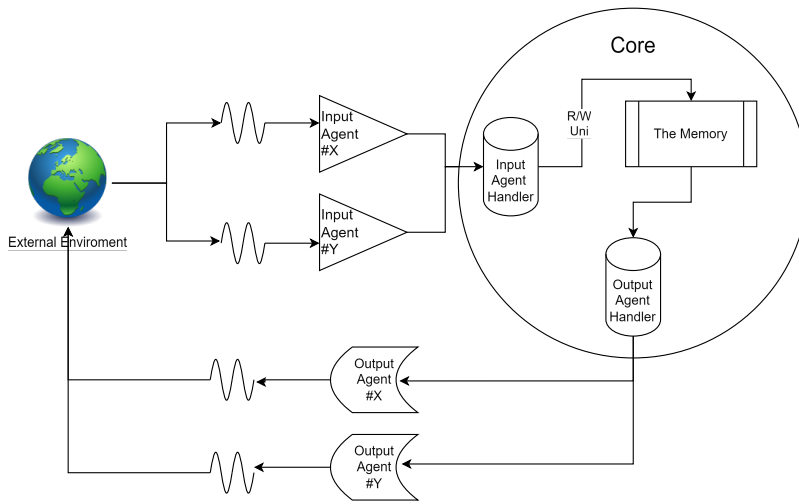 Core
Input
Agent
#X
R/W
Uni
The Memory
Input
Agent
Handler
Input
Agent
#Y
External Enviroment
Output
Agent
Handler
Output
Agent
#X
Output
Agent
#Y